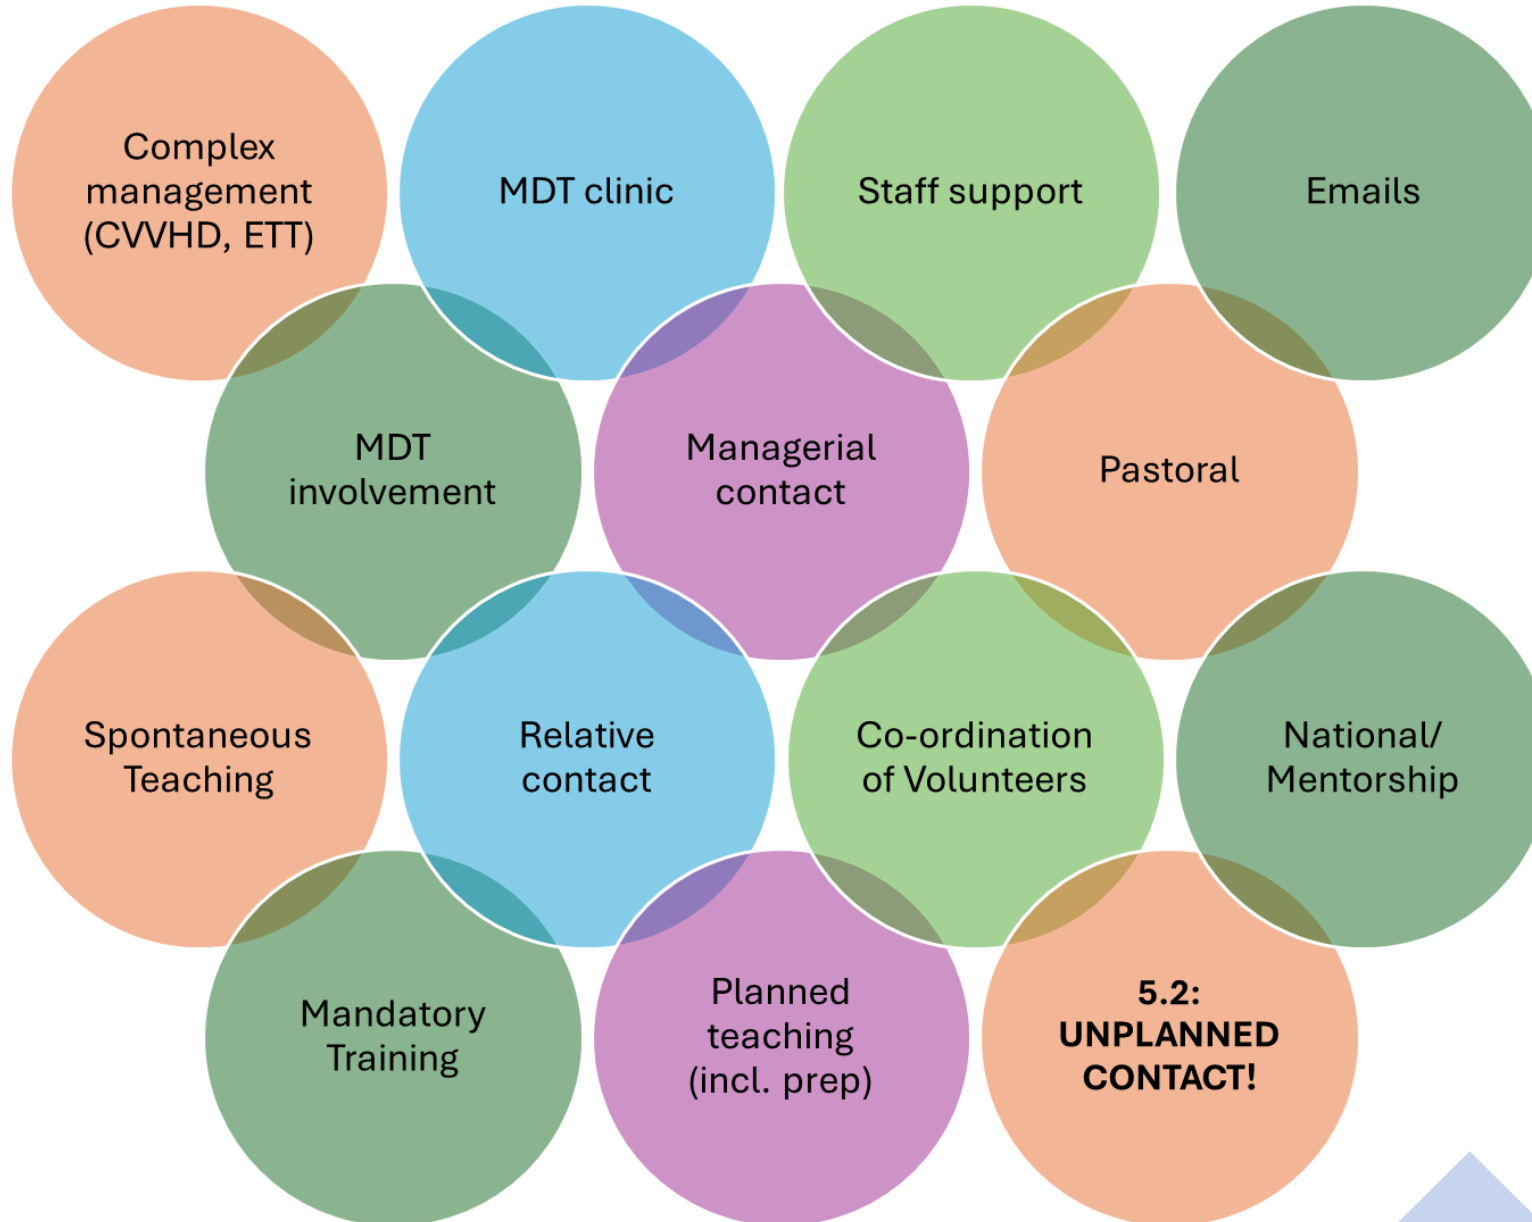 Complex
management
(CVVHD, ETT)
MDT clinic
Staff support
Emails
MDT
involvement
Managerial
contact
Pastoral
Spontaneous
Teaching
Relative
contact
Co-ordination
of Volunteers
National/
Mentorship
Mandatory
Training
Planned
teaching
(incl. prep)
5.2:
UNPLANNED
CONTACT!